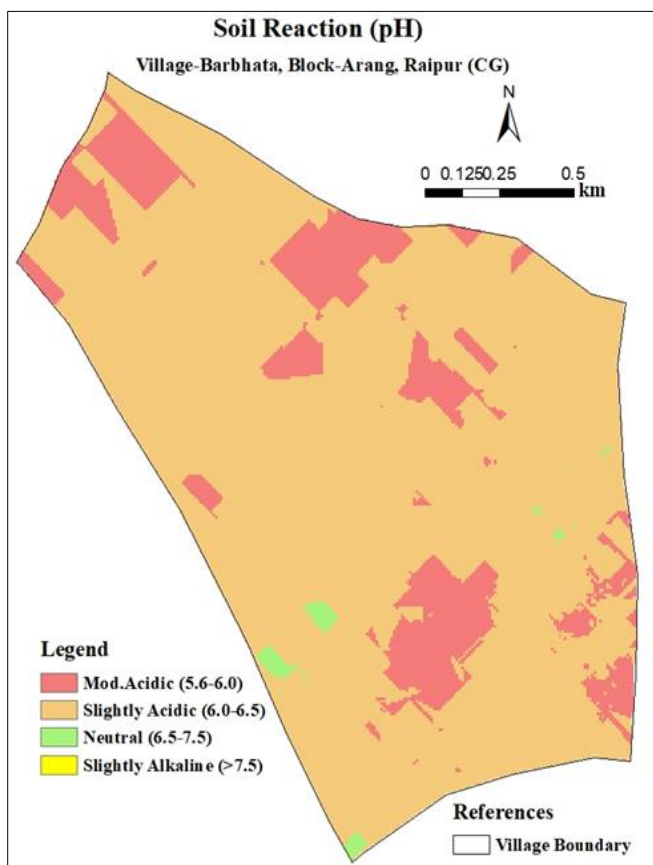 Soil Reaction (pH)
Village-Barbhata, Block-Arang, Raipur (CG)
N
0 0.1250.25 0.5
km
Legend
Mod.Acidic (5.6-6.0)
Slightly Acidic (6.0-6.5)
Neutral (6.5-7.5)
Slightly Alkaline (>7.5)
References
Village Boundary